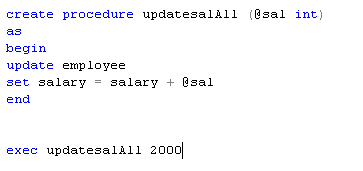 create procedure updatesalAll (@sal int)
as
begin
update employee
set salary = salary + @sal
end
exec updatesalAll 2000